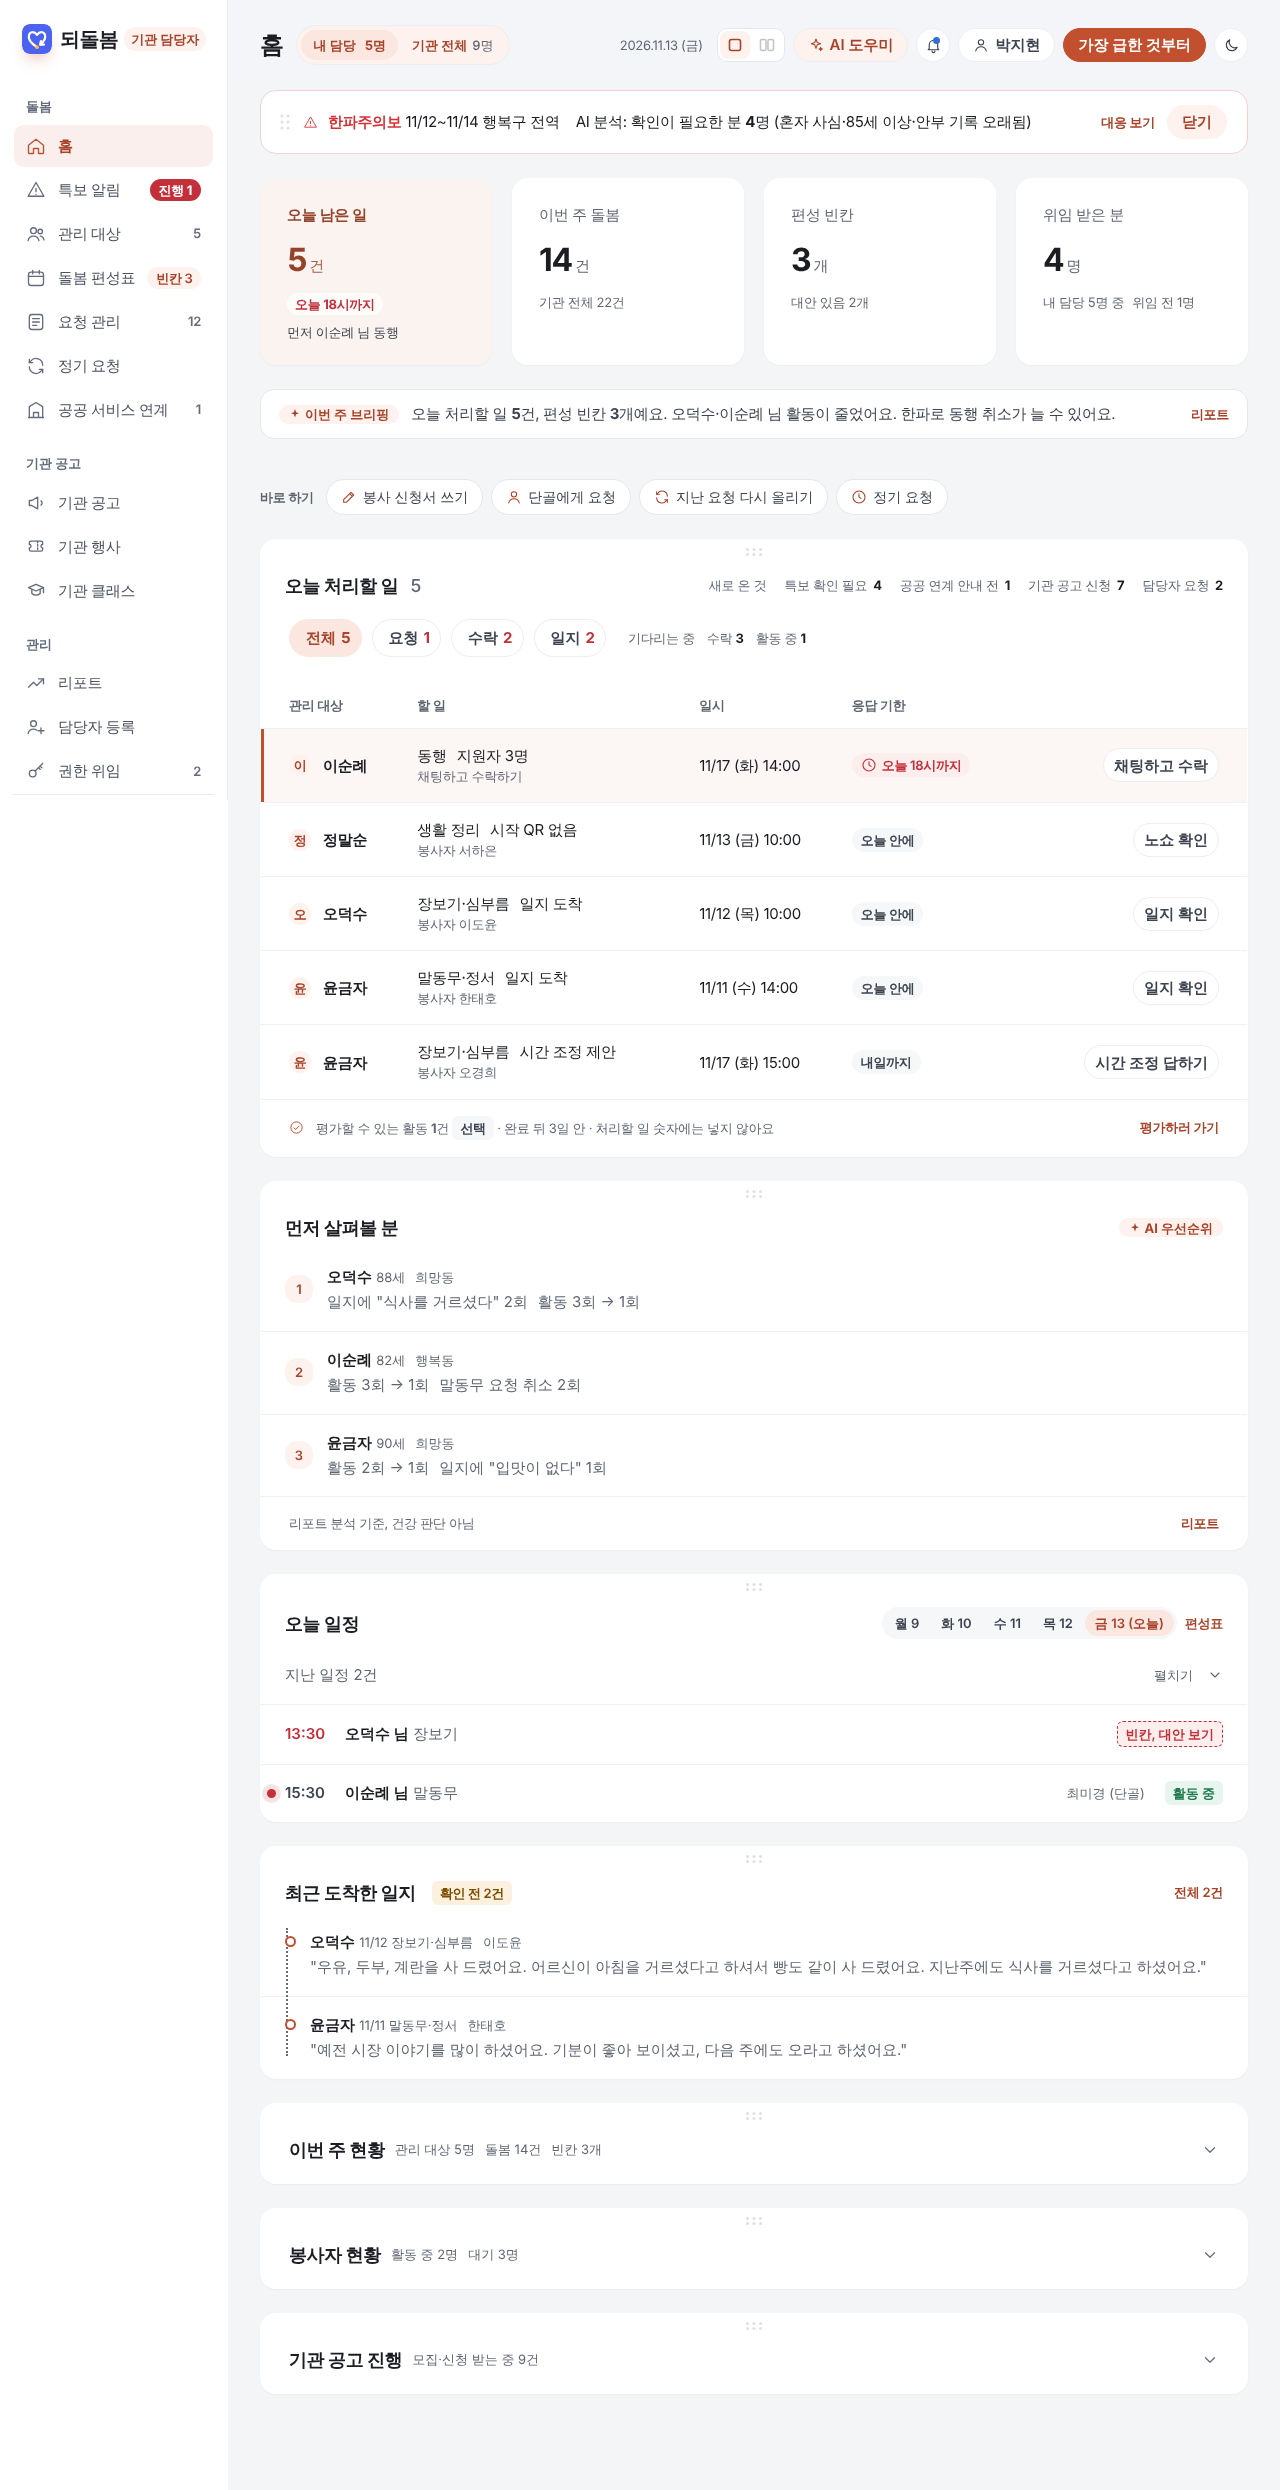 되돌봄 기관 담당자
돌봄
홈
특보 알림 진행 1
관리 대상 5
돌봄 편성표 빈칸 3
요청 관리 12
정기 요청
공공 서비스 연계 1
기관 공고
기관 공고
기관 행사
기관 클래스
관리
리포트
담당자 등록
권한 위임 2
홈 내 담당 5명 기관 전체 9명 2026.11.13 (금) AI 도우미 박지현 가장 급한 것부터
한파주의보 11/12~11/14 행복구 전역 AI 분석: 확인이 필요한 분 4명 (혼자 사심·85세 이상·안부 기록 오래됨) 대응 보기 닫기
오늘 남은 일
5건
오늘 18시까지
먼저 이순례 님 동행
이번 주 돌봄
14건
기관 전체 22건
편성 빈칸
3개
대안 있음 2개
위임 받은 분
4명
내 담당 5명 중 위임 전 1명
이번 주 브리핑 오늘 처리할 일 5건, 편성 빈칸 3개예요. 오덕수·이순례 님 활동이 줄었어요. 한파로 동행 취소가 늘 수 있어요. 리포트
바로 하기 봉사 신청서 쓰기 단골에게 요청 지난 요청 다시 올리기 정기 요청
오늘 처리할 일 5 새로 온 것 특보 확인 필요 4 공공 연계 안내 전 1 기관 공고 신청 7 담당자 요청 2
전체 5 요청 1 수락 2 일지 2 기다리는 중 수락 3 활동 중 1
관리 대상 할 일 일시 응답 기한
이 이순례 동행 지원자 3명 11/17 (화) 14:00 오늘 18시까지 채팅하고 수락
채팅하고 수락하기
정 정말순 생활 정리 시작 QR 없음 11/13 (금) 10:00 오늘 안에 노쇼 확인
봉사자 서하은
오 오덕수 장보기·심부름 일지 도착 11/12 (목) 10:00 오늘 안에 일지 확인
봉사자 이도윤
윤 윤금자 말동무·정서 일지 도착 11/11 (수) 14:00 오늘 안에 일지 확인
봉사자 한태호
윤 윤금자 장보기·심부름 시간 조정 제안 11/17 (화) 15:00 내일까지 시간 조정 답하기
봉사자 오경희
평가할 수 있는 활동 1건 선택 · 완료 뒤 3일 안 · 처리할 일 숫자에는 넣지 않아요 평가하러 가기
먼저 살펴볼 분 AI 우선순위
1 오덕수 88세 희망동
일지에 "식사를 거르셨다" 2회 활동 3회 → 1회
2 이순례 82세 행복동
활동 3회 → 1회 말동무 요청 취소 2회
3 윤금자 90세 희망동
활동 2회 → 1회 일지에 "입맛이 없다" 1회
리포트 분석 기준, 건강 판단 아님 리포트
오늘 일정 월 9 화 10 수 11 목 12 금 13 (오늘) 편성표
지난 일정 2건 펼치기
13:30 오덕수 님 장보기 빈칸, 대안 보기
15:30 이순례 님 말동무 최미경 (단골) 활동 중
최근 도착한 일지 확인 전 2건 전체 2건
오덕수 11/12 장보기·심부름 이도윤
"우유, 두부, 계란을 사 드렸어요. 어르신이 아침을 거르셨다고 하셔서 빵도 같이 사 드렸어요. 지난주에도 식사를 거르셨다고 하셨어요."
윤금자 11/11 말동무·정서 한태호
"예전 시장 이야기를 많이 하셨어요. 기분이 좋아 보이셨고, 다음 주에도 오라고 하셨어요."
이번 주 현황 관리 대상 5명 돌봄 14건 빈칸 3개
봉사자 현황 활동 중 2명 대기 3명
기관 공고 진행 모집·신청 받는 중 9건